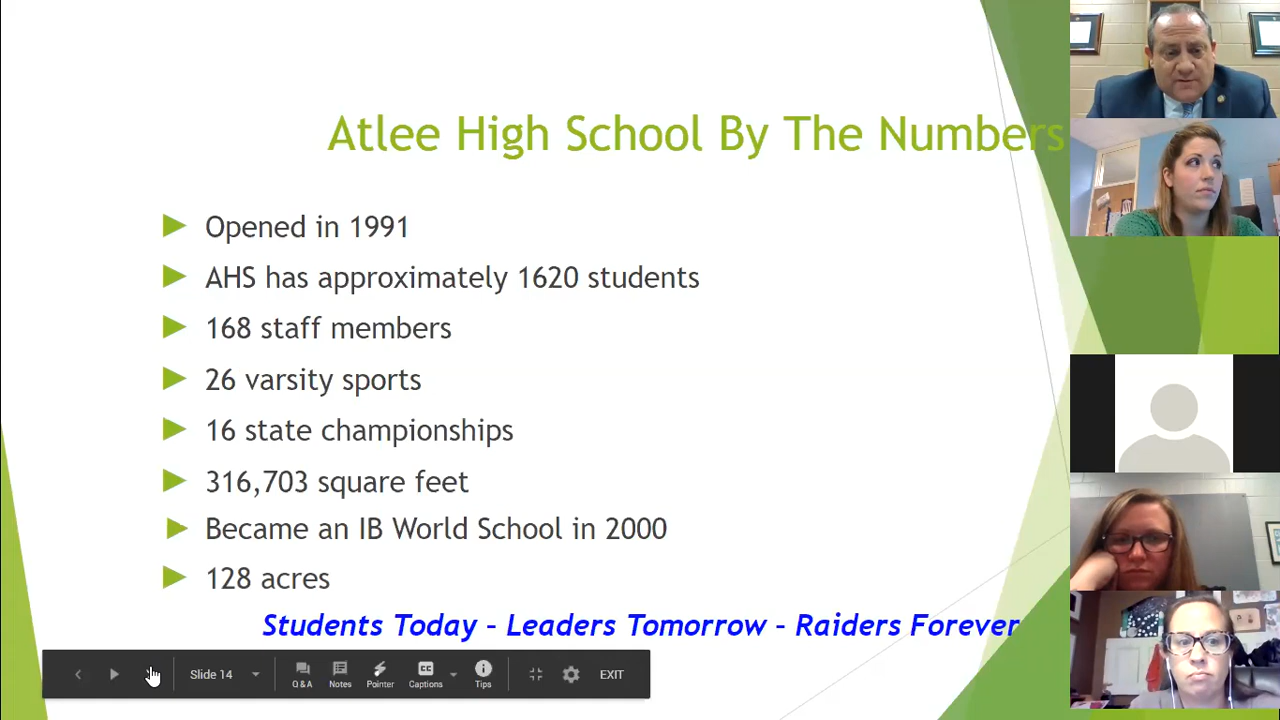 Atlee High School By The Numbers
Opened in 1991
AHS has approximately 1620 students
168 staff members
26 varsity sports
16 state championships
316,703 square feet
Became an IB World School in 2000
128 acres
Students Today – Leaders Tomorrow – Raiders Forever
Slide 14 Q&A Notes Pointer CC Captions Tips EXIT